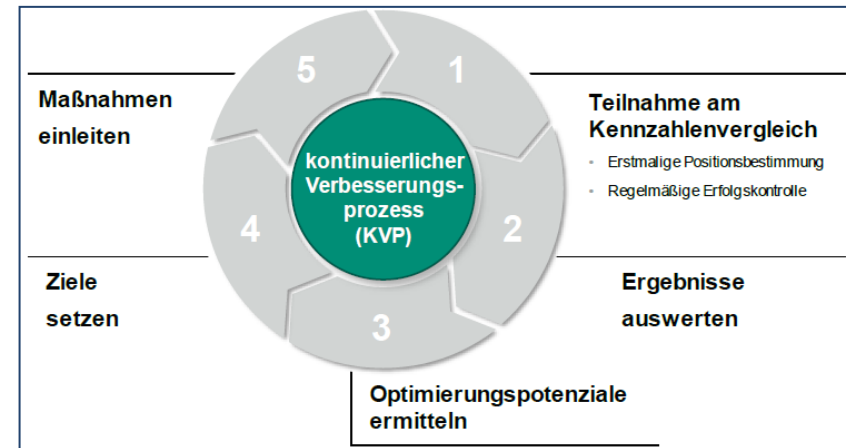 5
1
Maßnahmen
einleiten
Teilnahme am
Kennzahlenvergleich
• Erstmalige Positionsbestimmung
• Regelmäßige Erfolgskontrolle
kontinuierlicher
Verbesserungs-
prozess
(KVP)
4
2
Ziele
setzen
Ergebnisse
auswerten
3
Optimierungspotenziale
ermitteln